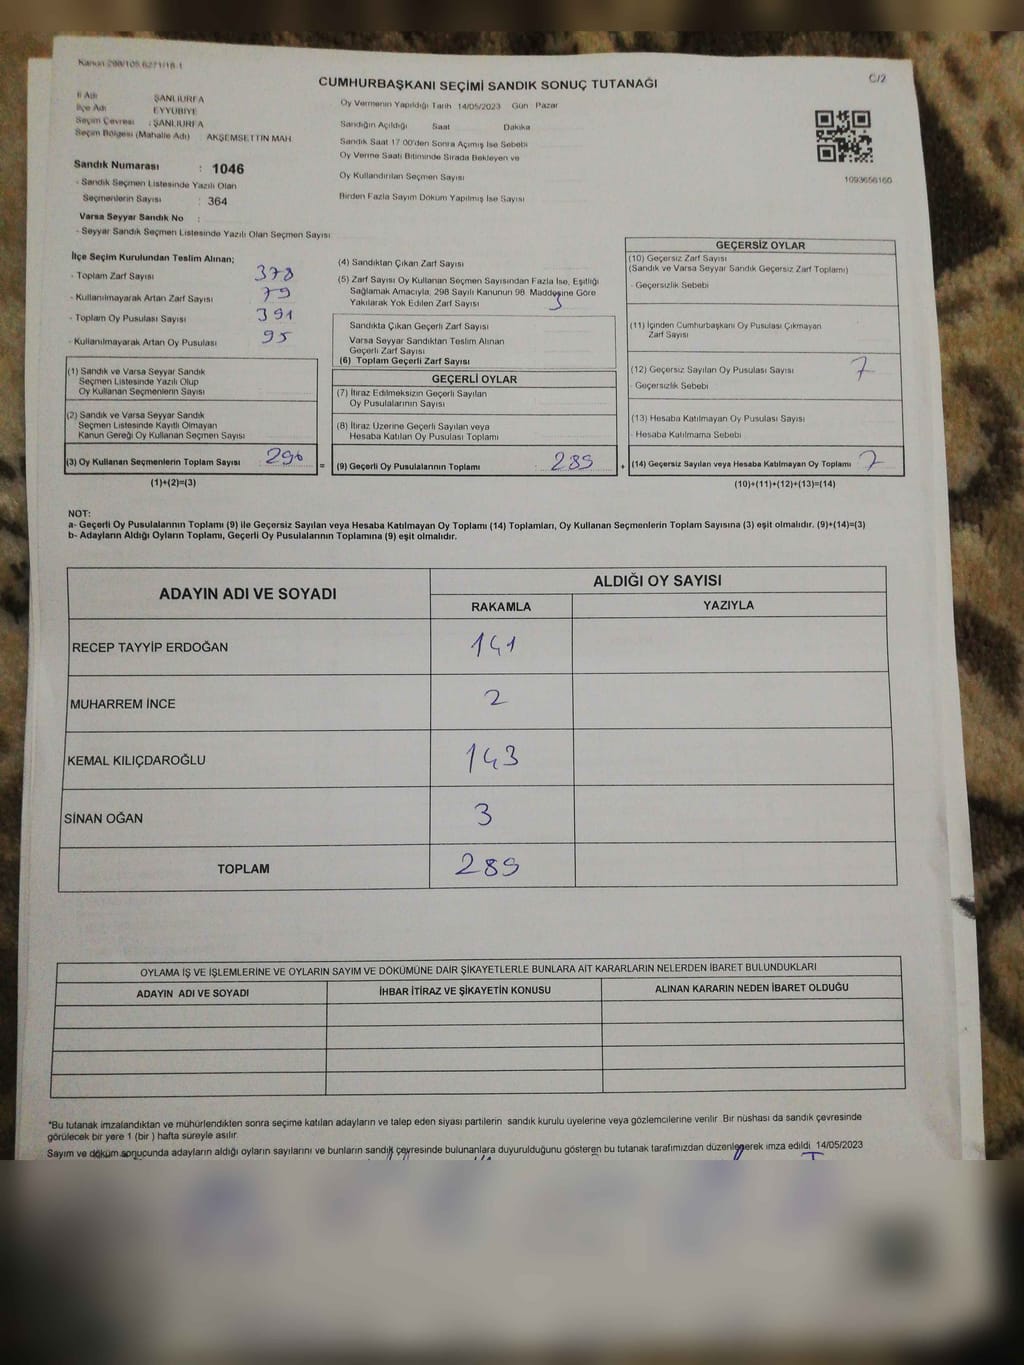 Kanun 298/105 6271/18 1
C/2
CUMHURBAŞKANI SEÇİMİ SANDIK SONUÇ TUTANAĞI
İl Adı ŞANLIURFA
İlçe Adı EYYÜBİYE
Seçim Çevresi : ŞANLIURFA
Seçim Bölgesi (Mahalle Adı) : AKŞEMSETTİN MAH
Sandık Numarası : 1046
- Sandık Seçmen Listesinde Yazılı Olan
Seçmenlerin Sayısı : 364
Varsa Seyyar Sandık No :
- Seyyar Sandık Seçmen Listesinde Yazılı Olan Seçmen Sayısı
Oy Vermenin Yapıldığı Tarih 14/05/2023 Gün Pazar
Sandığın Açıldığı Saat Dakika
Sandık Saat 17 00'den Sonra Açımış İse Sebebi
Oy Verme Saati Bitiminde Sırada Bekleyen ve
Oy Kullandırılan Seçmen Sayısı
Birden Fazla Sayım Döküm Yapılmış İse Sayısı
1093656160
İlçe Seçim Kurulundan Teslim Alınan;
- Toplam Zarf Sayısı 378
- Kullanılmayarak Artan Zarf Sayısı 79
- Toplam Oy Pusulası Sayısı 391
- Kullanılmayarak Artan Oy Pusulası 95
(1) Sandık ve Varsa Seyyar Sandık
Seçmen Listesinde Yazılı Olup
Oy Kullanan Seçmenlerin Sayısı
(2) Sandık ve Varsa Seyyar Sandık
Seçmen Listesinde Kayıtlı Olmayan
Kanun Gereği Oy Kullanan Seçmen Sayısı
(3) Oy Kullanan Seçmenlerin Toplam Sayısı : 296
(1)+(2)=(3)
(4) Sandıktan Çıkan Zarf Sayısı
(5) Zarf Sayısı Oy Kullanan Seçmen Sayısından Fazla İse, Eşitliği
Sağlamak Amacıyla, 298 Sayılı Kanunun 98. Maddesine Göre
Yakılarak Yok Edilen Zarf Sayısı 3
Sandıkta Çıkan Geçerli Zarf Sayısı
Varsa Seyyar Sandıktan Teslim Alınan
Geçerli Zarf Sayısı
(6) Toplam Geçerli Zarf Sayısı
GEÇERLİ OYLAR
(7) İtiraz Edilmeksizin Geçerli Sayılan
Oy Pusulalarının Sayısı
(8) İtiraz Üzerine Geçerli Sayılan veya
Hesaba Katılan Oy Pusulası Toplamı
= (9) Geçerli Oy Pusulalarının Toplamı : 289
GEÇERSİZ OYLAR
(10) Geçersiz Zarf Sayısı
(Sandık ve Varsa Seyyar Sandık Geçersiz Zarf Toplamı)
- Geçersizlik Sebebi
(11) İçinden Cumhurbaşkanı Oy Pusulası Çıkmayan
Zarf Sayısı
(12) Geçersiz Sayılan Oy Pusulası Sayısı 7
- Geçersizlik Sebebi
(13) Hesaba Katılmayan Oy Pusulası Sayısı
- Hesaba Katılmama Sebebi
+ (14) Geçersiz Sayılan veya Hesaba Katılmayan Oy Toplamı 7
(10)+(11)+(12)+(13)=(14)
NOT:
a- Geçerli Oy Pusulalarının Toplamı (9) ile Geçersiz Sayılan veya Hesaba Katılmayan Oy Toplamı (14) Toplamları, Oy Kullanan Seçmenlerin Toplam Sayısına (3) eşit olmalıdır. (9)+(14)=(3)
b- Adayların Aldığı Oyların Toplamı, Geçerli Oy Pusulalarının Toplamına (9) eşit olmalıdır.
ADAYIN ADI VE SOYADI ALDIĞI OY SAYISI
RAKAMLA YAZIYLA
RECEP TAYYİP ERDOĞAN 141
MUHARREM İNCE 2
KEMAL KILIÇDAROĞLU 143
SİNAN OĞAN 3
TOPLAM 289
OYLAMA İŞ VE İŞLEMLERİNE VE OYLARIN SAYIM VE DÖKÜMÜNE DAİR ŞİKAYETLERLE BUNLARA AİT KARARLARIN NELERDEN İBARET BULUNDUKLARI
ADAYIN ADI VE SOYADI İHBAR İTİRAZ VE ŞİKAYETİN KONUSU ALINAN KARARIN NEDEN İBARET OLDUĞU
*Bu tutanak imzalandıktan ve mühürlendikten sonra seçime katılan adayların ve talep eden siyasi partilerin sandık kurulu üyelerine veya gözlemcilerine verilir. Bir nüshası da sandık çevresinde
görülecek bir yere 1 (bir ) hafta süreyle asılır.
Sayım ve döküm sonucunda adayların aldığı oyların sayılarını ve bunların sandık çevresinde bulunanlara duyurulduğunu gösteren bu tutanak tarafımızdan düzenlenerek imza edildi. 14/05/2023